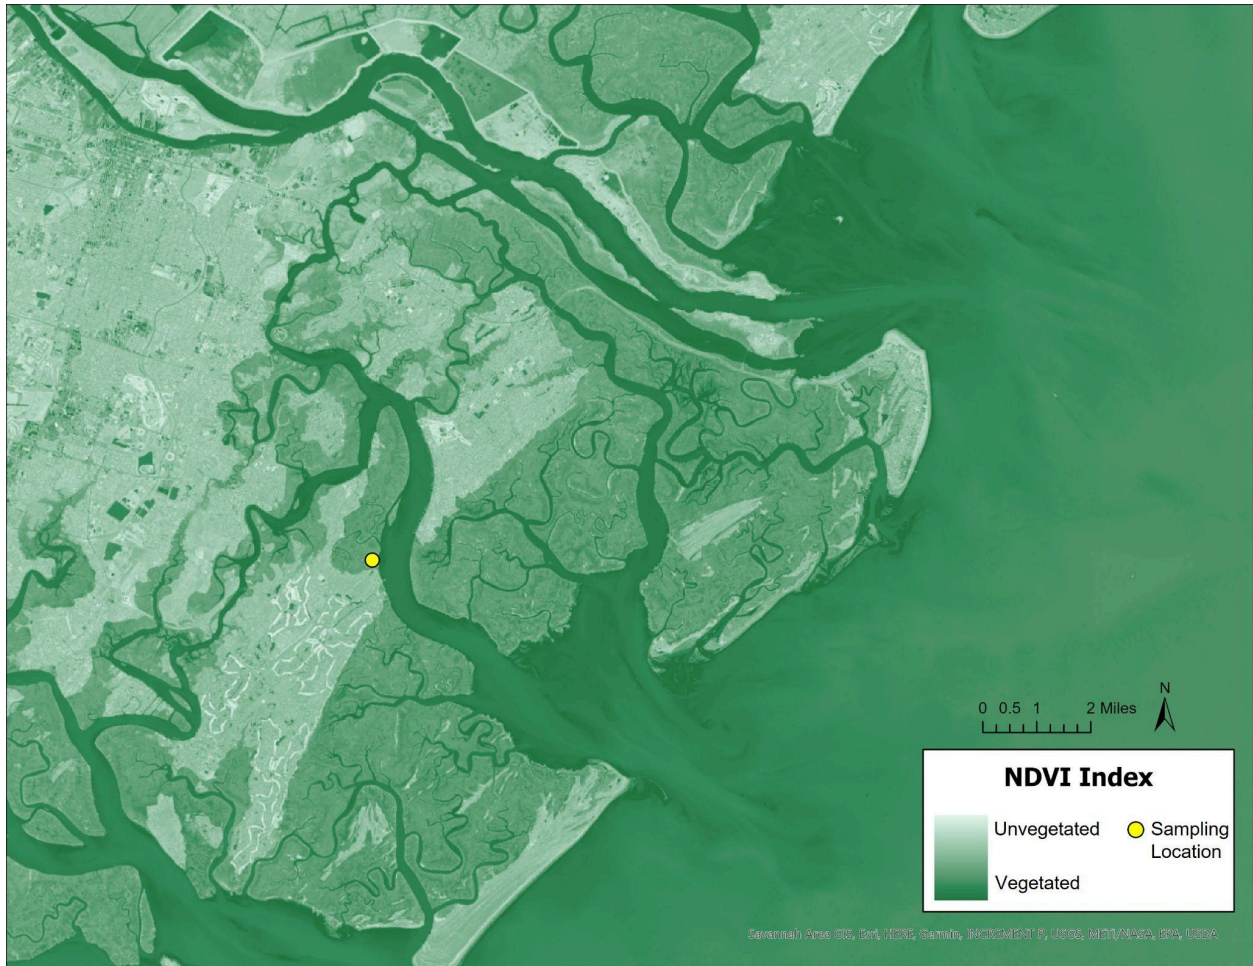 N
0 0.5 1 2 Miles
NDVI Index
Unvegetated
Vegetated
Sampling
Location
Savannah Area GIS, Esri, HERE, Garmin, INCREMENT P, USGS, METI/NASA, EPA, USDA